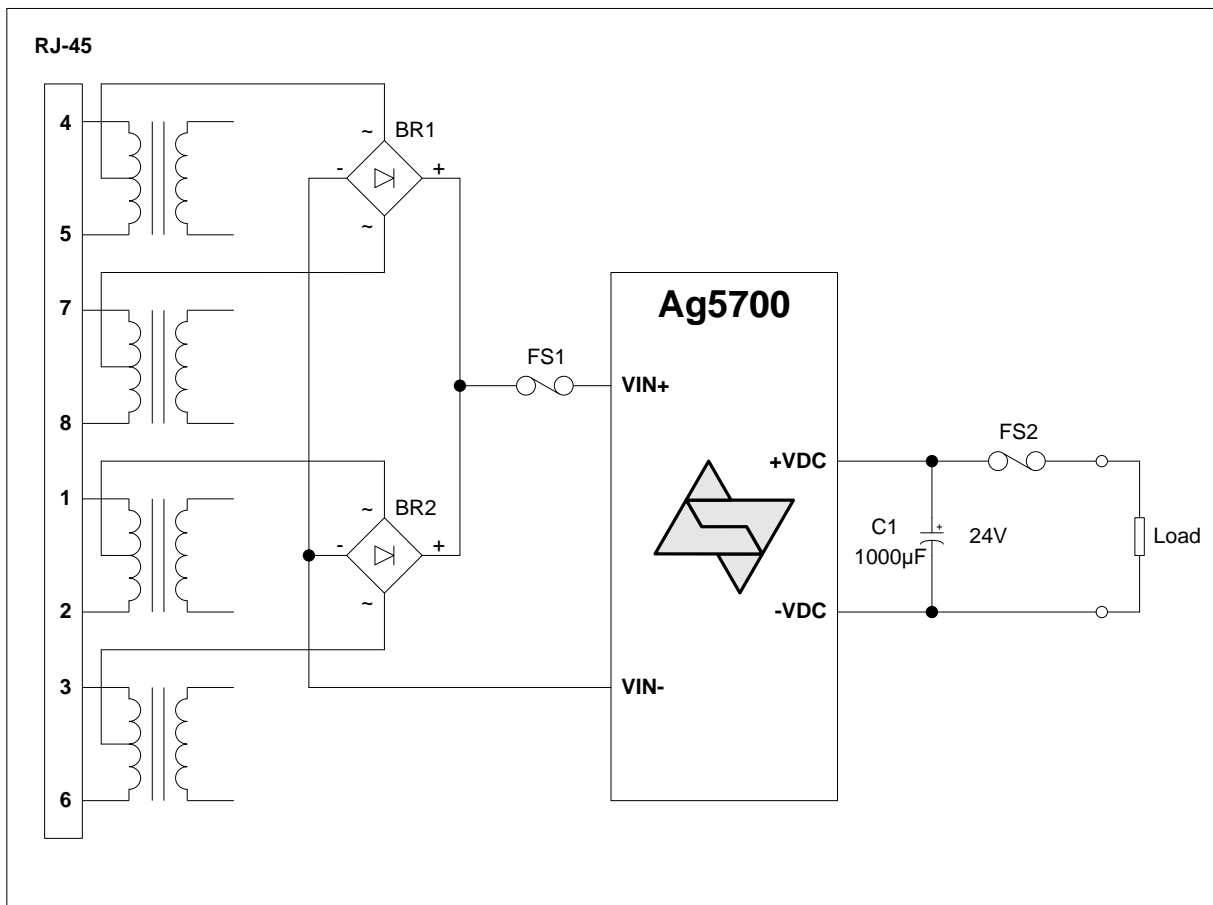 RJ-45
4
5
7
8
1
2
3
6
~
BR1
-
+
~
~
BR2
-
+
~
FS1
Ag5700
VIN+
+VDC
-VDC
VIN-
FS2
C1
1000µF
+
24V
Load